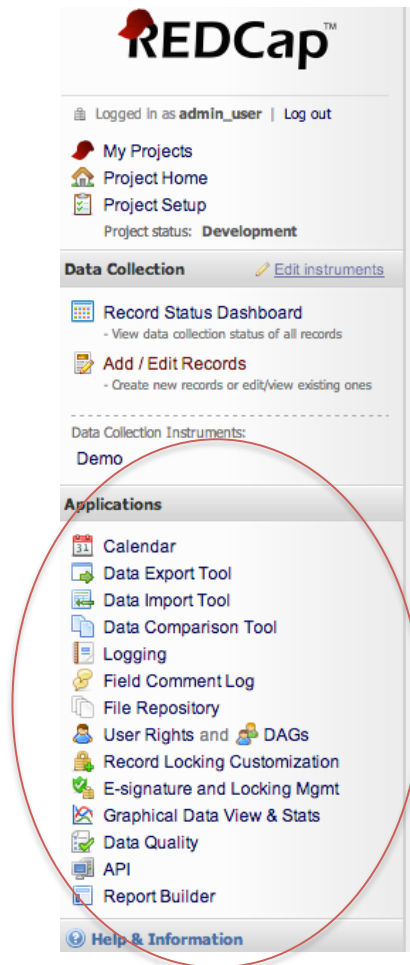 REDCap™
Logged in as admin_user | Log out
My Projects
Project Home
Project Setup
Project status: Development
Data Collection Edit instruments
Record Status Dashboard
- View data collection status of all records
Add / Edit Records
- Create new records or edit/view existing ones
Data Collection Instruments:
Demo
Applications
31 Calendar
Data Export Tool
Data Import Tool
Data Comparison Tool
Logging
Field Comment Log
File Repository
User Rights and DAGs
Record Locking Customization
E-signature and Locking Mgmt
Graphical Data View & Stats
Data Quality
API
Report Builder
? Help & Information